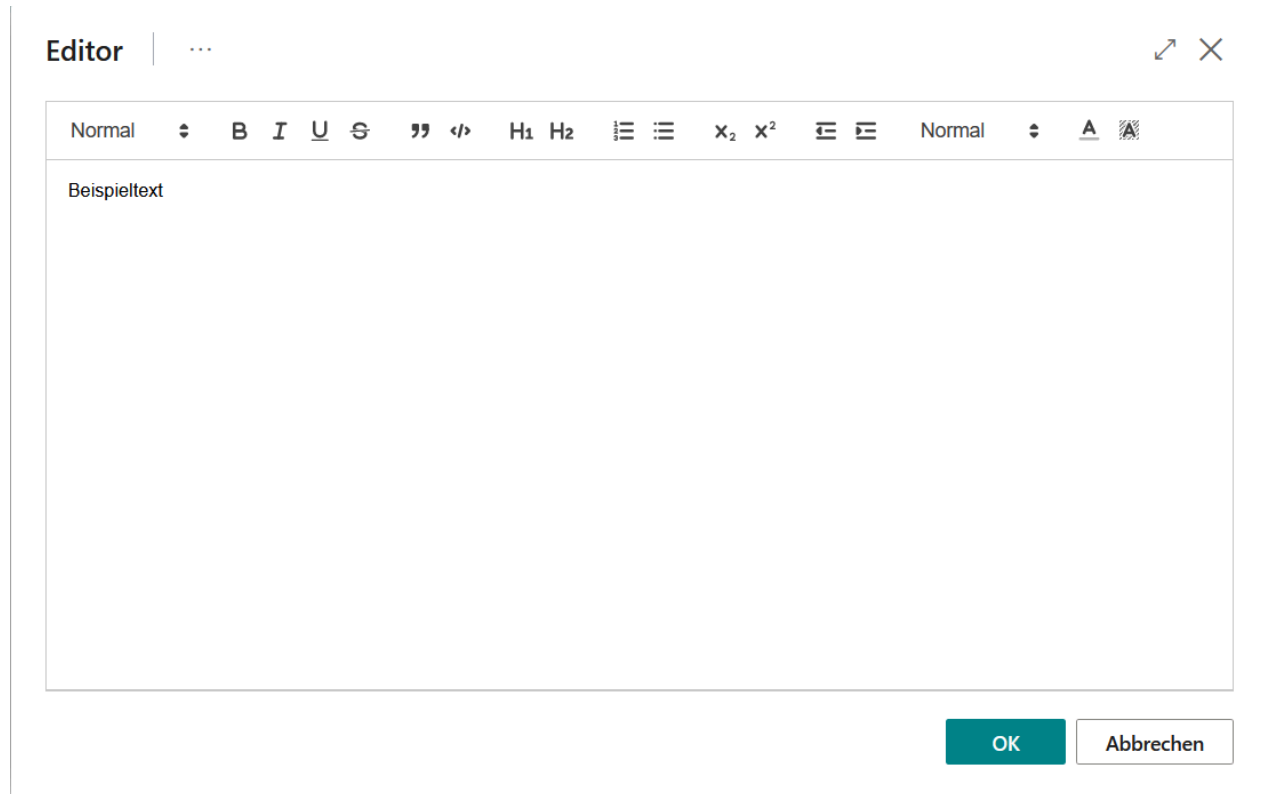 Editor ...
Normal B I U S ” </> H1 H2 X₂ X² Normal A A
Beispieltext
OK Abbrechen